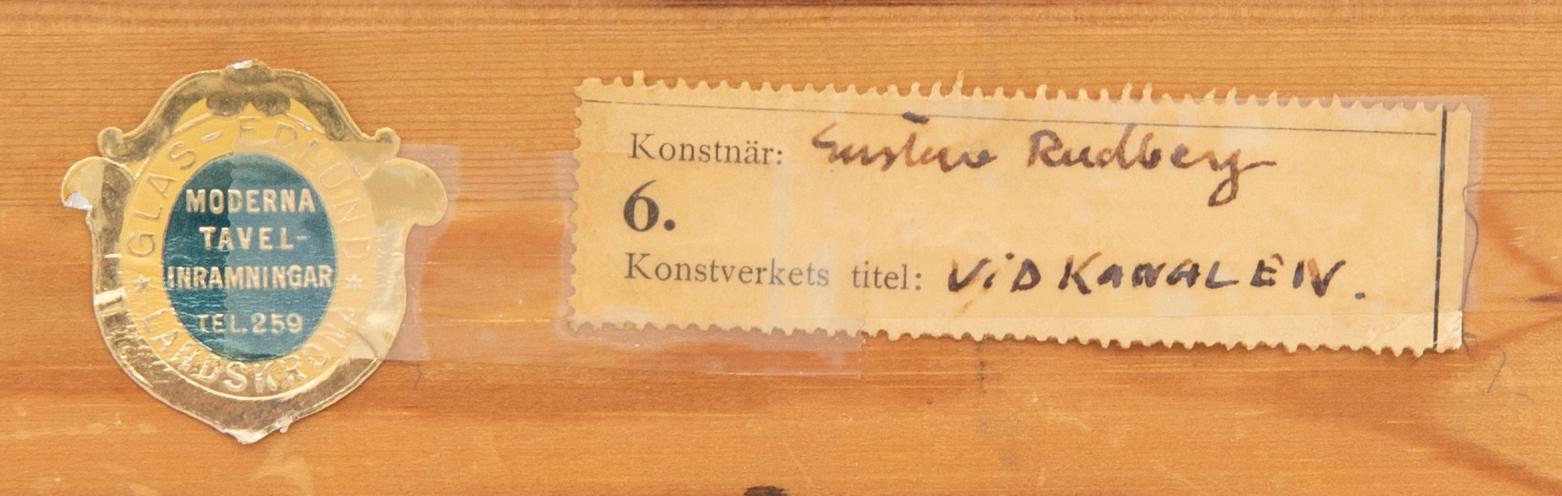 GLAS-EDLUND
MODERNA
TAVEL-
INRAMNINGAR
TEL.259
★ LANDSKRONA ★
Konstnär: Gustav Rudberg
6.
Konstverkets titel: ViD KANALEN.